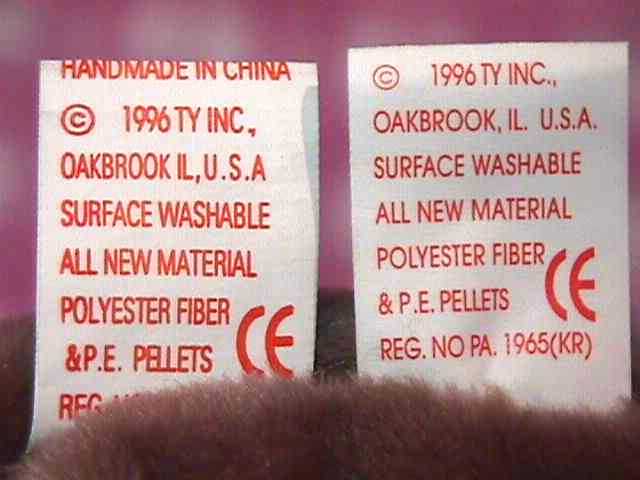 HANDMADE IN CHINA
© 1996 TY INC.,
OAKBROOK IL, U.S.A
SURFACE WASHABLE
ALL NEW MATERIAL
POLYESTER FIBER
&P.E. PELLETS CE
REG.
© 1996 TY INC.,
OAKBROOK, IL. U.S.A.
SURFACE WASHABLE
ALL NEW MATERIAL
POLYESTER FIBER
& P.E. PELLETS CE
REG. NO PA. 1965(KR)